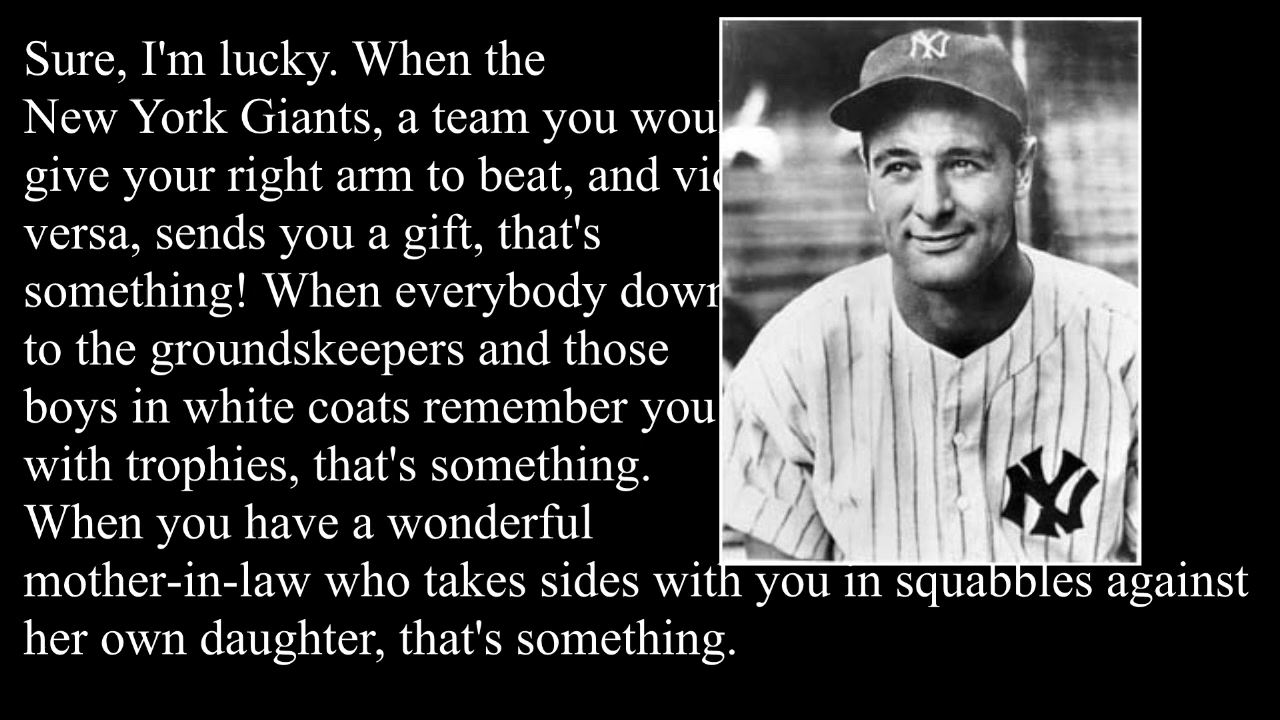 Sure, I'm lucky. When the
New York Giants, a team you
give your right arm to beat, and
versa, sends you a gift, that's
something! When everybody down
to the groundskeepers and those
boys in white coats remember you
with trophies, that's something.
When you have a wonderful
mother-in-law who takes sides with you in squabbles against
her own daughter, that's something.
NY
NY